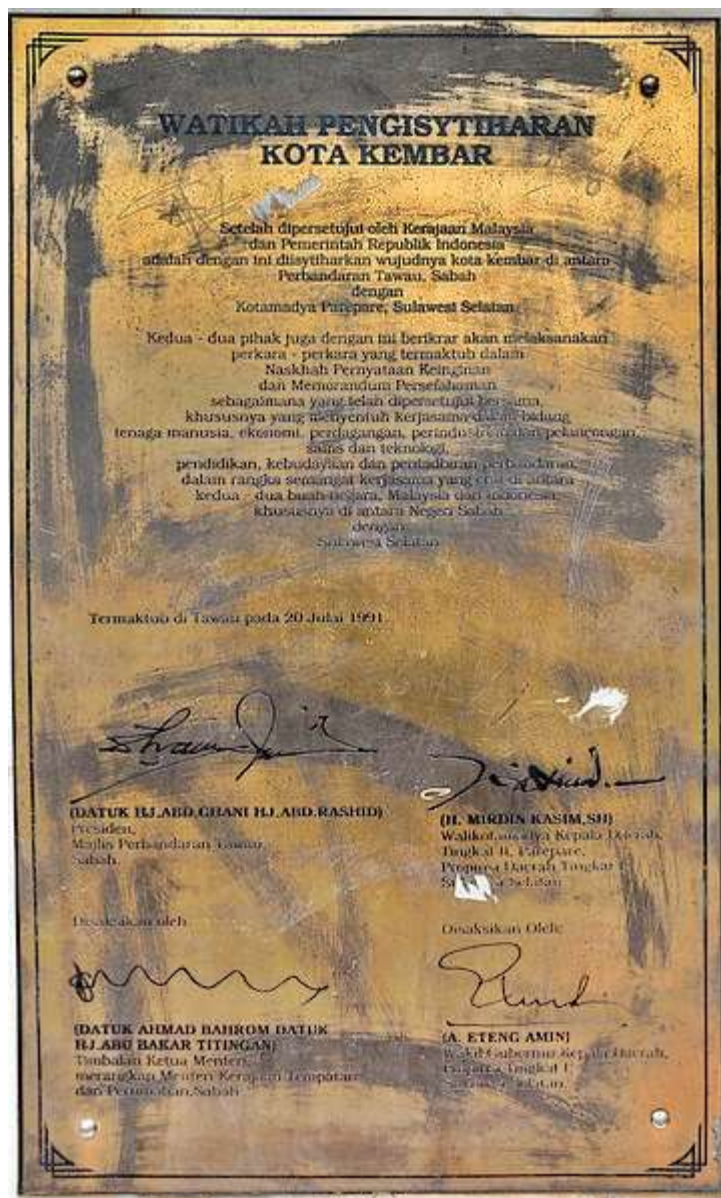 WATIKAH PENGISYTIHARAN
KOTA KEMBAR
Setelah dipersetujui oleh Kerajaan Malaysia
dan Pemerintah Republik Indonesia
adalah dengan ini diisytiharkan wujudnya kota kembar di antara
Perbandaran Tawau, Sabah
dengan
Kotamadya Parepare, Sulawesi Selatan
Kedua - dua pihak juga dengan ini berikrar akan melaksanakan
perkara - perkara yang termaktub dalam
Naskhah Pernyataan Keinginan
dan Memorandum Persefahaman
sebagaimana yang telah dipersetujui bersama,
khususnya yang menyentuh kerjasama dalam bidang
tenaga manusia, ekonomi, perdagangan, perindustrian dan pelancongan,
sains dan teknologi,
pendidikan, kebudayaan dan pentadbiran perbandaran,
dalam rangka semangat kerjasama yang erat di antara
kedua - dua buah negara, Malaysia dan Indonesia,
khususnya di antara Negeri Sabah
dengan
Sulawesi Selatan
Termaktub di Tawau pada 20 Julai 1991
(DATUK HJ.ABD.GHANI HJ.ABD.RASHID)
Presiden,
Majlis Perbandaran Tawau
Sabah.
(H. MIRDIN KASIM,SH)
Walikotamadya Kepala Daerah,
Tingkat II, Parepare,
Propinsi Daerah Tingkat I
Selatan
Disaksikan oleh
(DATUK AHMAD BAHROM DATUK
HJ.ABU BAKAR TITINGAN)
Timbalan Ketua Menteri,
merangkap Menteri Kerajaan Tempatan
dan Perumahan,Sabah
Disaksikan Oleh:
(A. ETENG AMIN)
Wakil Gubernur Kepala Daerah,
Propinsi Tingkat I
Sulawesi Selatan.